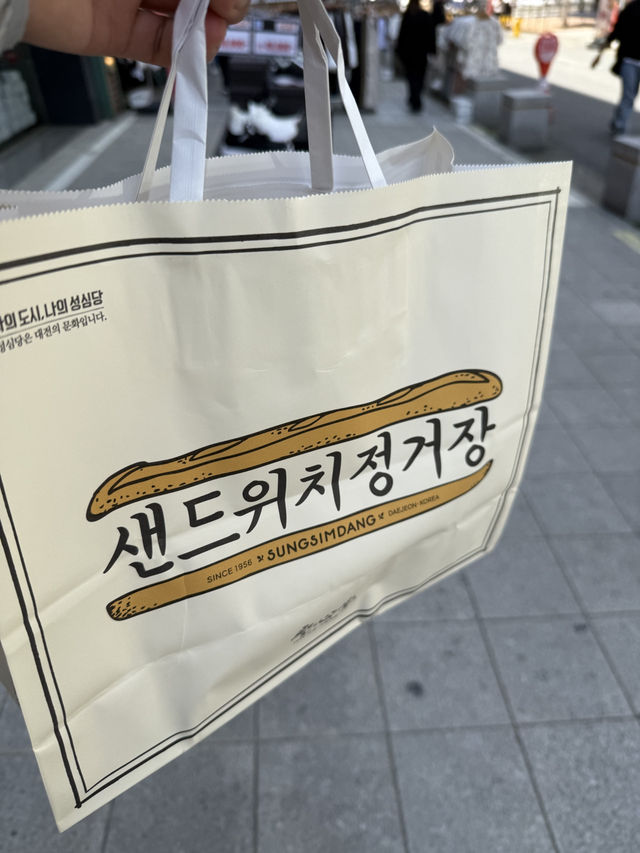 나의 도시, 나의 성심당
성심당은 대전의 문화입니다.
샌드위치정거장
SINCE 1956 SUNGSIMDANG DAEJEON·KOREA